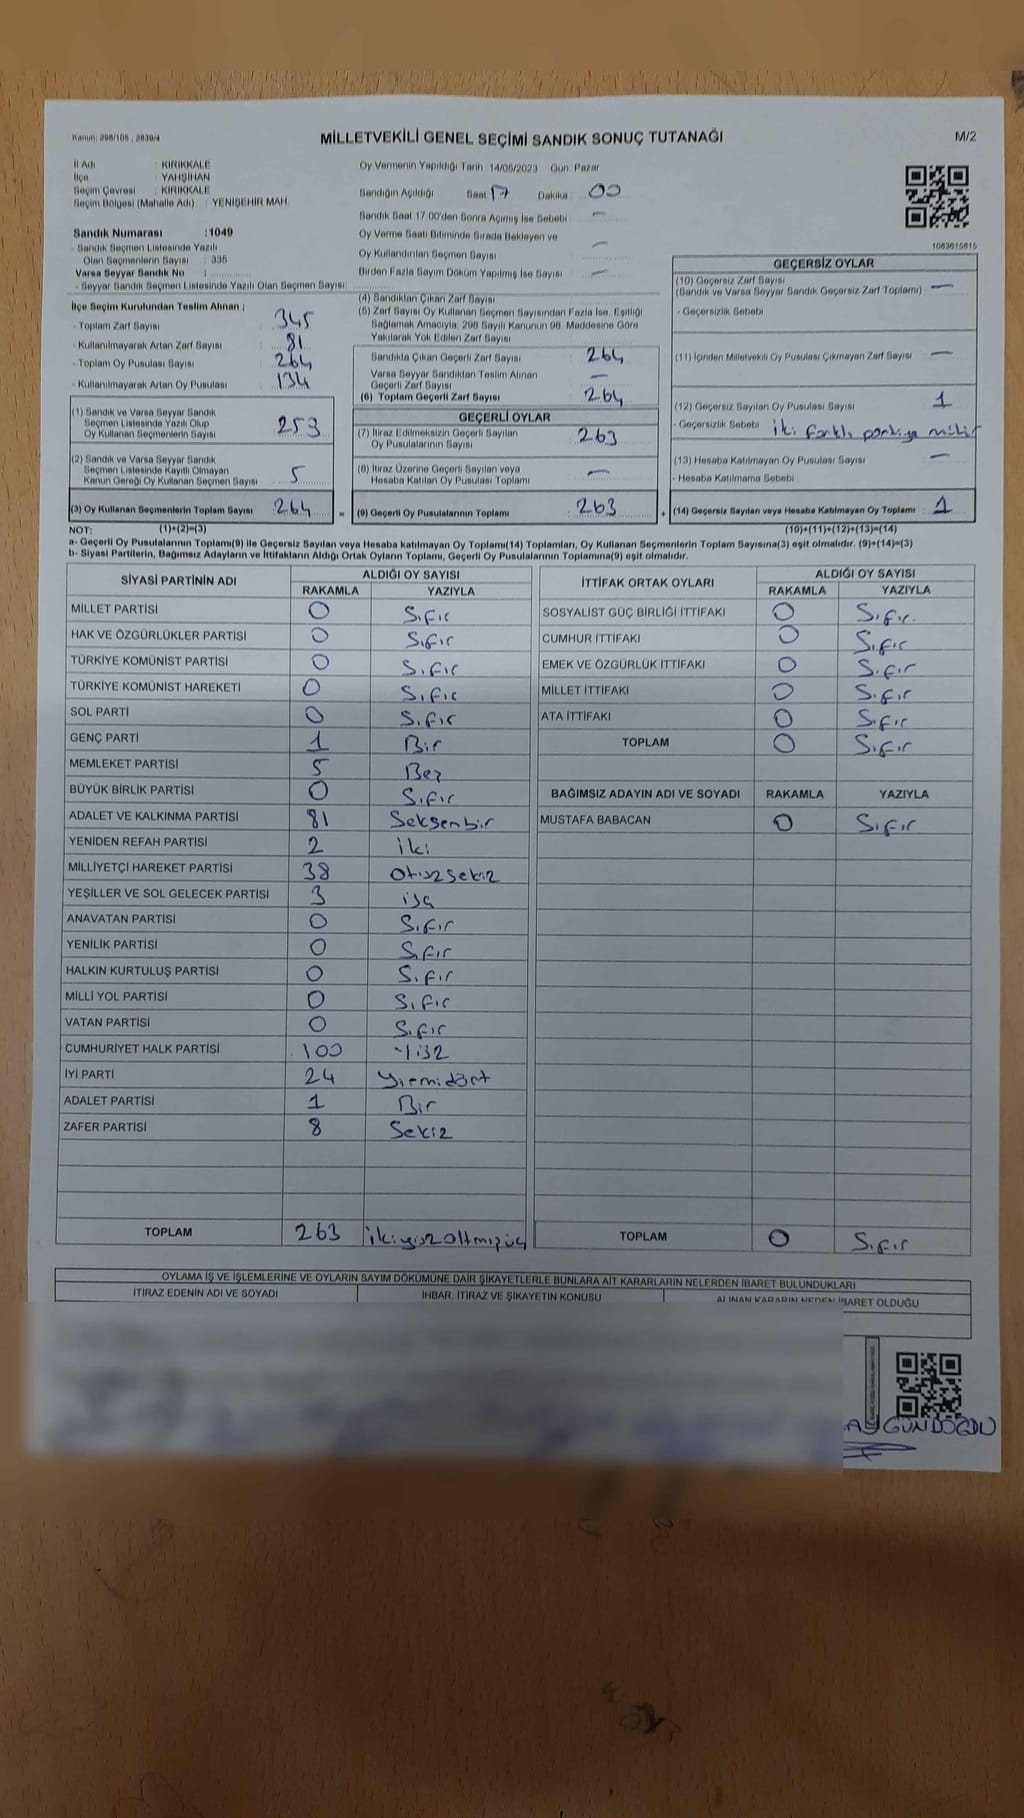 Kanun: 298/105 , 2839/4
MİLLETVEKİLİ GENEL SEÇİMİ SANDIK SONUÇ TUTANAĞI
M/2
İl Adı : KIRIKKALE
İlçe : YAHŞİHAN
Seçim Çevresi : KIRIKKALE
Seçim Bölgesi (Mahalle Adı) : YENİŞEHİR MAH.
Oy Vermenin Yapıldığı Tarih : 14/05/2023 Gün: Pazar
Sandığın Açıldığı Saat 17 Dakika : 00
Sandık Saat 17:00'den Sonra Açımış İse Sebebi : —
Oy Verme Saati Bitiminde Sırada Bekleyen ve
Oy Kullandırılan Seçmen Sayısı —
Birden Fazla Sayım Döküm Yapılmış İse Sayısı —
1063615615
Sandık Numarası : 1049
- Sandık Seçmen Listesinde Yazılı
Olan Seçmenlerin Sayısı : 335
Varsa Seyyar Sandık No
- Seyyar Sandık Seçmen Listesinde Yazılı Olan Seçmen Sayısı:
İlçe Seçim Kurulundan Teslim Alınan ;
- Toplam Zarf Sayısı 345
- Kullanılmayarak Artan Zarf Sayısı 81
- Toplam Oy Pusulası Sayısı 264
- Kullanılmayarak Artan Oy Pusulası 134
(1) Sandık ve Varsa Seyyar Sandık
Seçmen Listesinde Yazılı Olup
Oy Kullanan Seçmenlerin Sayısı 253
(2) Sandık ve Varsa Seyyar Sandık
Seçmen Listesinde Kayıtlı Olmayan
Kanun Gereği Oy Kullanan Seçmen Sayısı 5
(3) Oy Kullanan Seçmenlerin Toplam Sayısı 264 =
(4) Sandıktan Çıkan Zarf Sayısı
(5) Zarf Sayısı Oy Kullanan Seçmen Sayısından Fazla İse, Eşitliği
Sağlamak Amacıyla, 298 Sayılı Kanunun 98. Maddesine Göre
Yakılarak Yok Edilen Zarf Sayısı
Sandıkta Çıkan Geçerli Zarf Sayısı 264
Varsa Seyyar Sandıktan Teslim Alınan
Geçerli Zarf Sayısı —
(6) Toplam Geçerli Zarf Sayısı 264
GEÇERLİ OYLAR
(7) İtiraz Edilmeksizin Geçerli Sayılan
Oy Pusulalarının Sayısı 263
(8) İtiraz Üzerine Geçerli Sayılan veya
Hesaba Katılan Oy Pusulası Toplamı —
(9) Geçerli Oy Pusulalarının Toplamı 263 +
GEÇERSİZ OYLAR
(10) Geçersiz Zarf Sayısı
(Sandık ve Varsa Seyyar Sandık Geçersiz Zarf Toplamı) —
- Geçersizlik Sebebi
(11) İçinden Milletvekili Oy Pusulası Çıkmayan Zarf Sayısı —
(12) Geçersiz Sayılan Oy Pusulası Sayısı 1
- Geçersizlik Sebebi iki farklı partiye mühür
(13) Hesaba Katılmayan Oy Pusulası Sayısı —
- Hesaba Katılmama Sebebi
(14) Geçersiz Sayılan veya Hesaba Katılmayan Oy Toplamı 1
NOT: (1)+(2)=(3) (10)+(11)+(12)+(13)=(14)
a- Geçerli Oy Pusulalarının Toplamı(9) ile Geçersiz Sayılan veya Hesaba katılmayan Oy Toplamı(14) Toplamları, Oy Kullanan Seçmenlerin Toplam Sayısına(3) eşit olmalıdır. (9)+(14)=(3)
b- Siyasi Partilerin, Bağımsız Adayların ve İttifakların Aldığı Ortak Oyların Toplamı, Geçerli Oy Pusulalarının Toplamına(9) eşit olmalıdır.
SİYASİ PARTİNİN ADI ALDIĞI OY SAYISI
RAKAMLA YAZIYLA
MİLLET PARTİSİ 0 Sıfır
HAK VE ÖZGÜRLÜKLER PARTİSİ 0 Sıfır
TÜRKİYE KOMÜNİST PARTİSİ 0 Sıfır
TÜRKİYE KOMÜNİST HAREKETİ 0 Sıfır
SOL PARTİ 0 Sıfır
GENÇ PARTİ 1 Bir
MEMLEKET PARTİSİ 5 Beş
BÜYÜK BİRLİK PARTİSİ 0 Sıfır
ADALET VE KALKINMA PARTİSİ 81 Seksenbir
YENİDEN REFAH PARTİSİ 2 iki
MİLLİYETÇİ HAREKET PARTİSİ 38 Otuzsekiz
YEŞİLLER VE SOL GELECEK PARTİSİ 3 üç
ANAVATAN PARTİSİ 0 Sıfır
YENİLİK PARTİSİ 0 Sıfır
HALKIN KURTULUŞ PARTİSİ 0 Sıfır
MİLLİ YOL PARTİSİ 0 Sıfır
VATAN PARTİSİ 0 Sıfır
CUMHURİYET HALK PARTİSİ 100 Yüz
İYİ PARTİ 24 Yirmidört
ADALET PARTİSİ 1 Bir
ZAFER PARTİSİ 8 Sekiz
TOPLAM 263 ikiyüzaltmışüç
İTTİFAK ORTAK OYLARI ALDIĞI OY SAYISI
RAKAMLA YAZIYLA
SOSYALİST GÜÇ BİRLİĞİ İTTİFAKI 0 Sıfır.
CUMHUR İTTİFAKI 0 Sıfır
EMEK VE ÖZGÜRLÜK İTTİFAKI 0 Sıfır
MİLLET İTTİFAKI 0 Sıfır
ATA İTTİFAKI 0 Sıfır
TOPLAM 0 Sıfır
BAĞIMSIZ ADAYIN ADI VE SOYADI RAKAMLA YAZIYLA
MUSTAFA BABACAN 0 Sıfır
TOPLAM 0 Sıfır
OYLAMA İŞ VE İŞLEMLERİNE VE OYLARIN SAYIM DÖKÜMÜNE DAİR ŞİKAYETLERLE BUNLARA AİT KARARLARIN NELERDEN İBARET BULUNDUKLARI
İTİRAZ EDENİN ADI VE SOYADI İHBAR, İTİRAZ VE ŞİKAYETİN KONUSU ALINAN KARARIN NEDEN İBARET OLDUĞU
GÜNDOĞDU